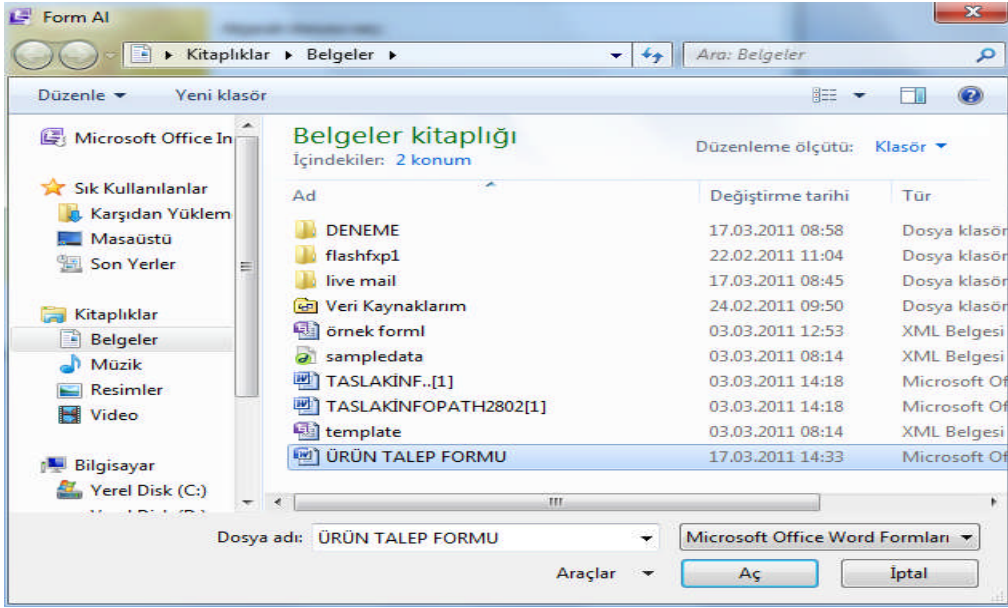 Form Al
Kitaplıklar Belgeler
Ara: Belgeler
Düzenle Yeni klasör
Microsoft Office In
Sık Kullanılanlar
Karşıdan Yüklem
Masaüstü
Son Yerler
Kitaplıklar
Belgeler
Müzik
Resimler
Video
Bilgisayar
Yerel Disk (C:)
Belgeler kitaplığı
İçindekiler: 2 konum
Düzenleme ölçütü: Klasör
Ad Değiştirme tarihi Tür
DENEME 17.03.2011 08:58 Dosya klasör
flashfxp1 22.02.2011 11:04 Dosya klasör
live mail 17.03.2011 08:45 Dosya klasör
Veri Kaynaklarım 24.02.2011 09:50 Dosya klasör
örnek forml 03.03.2011 12:53 XML Belgesi
sampledata 03.03.2011 08:14 XML Belgesi
TASLAKİNF..[1] 03.03.2011 14:18 Microsoft Of
TASLAKİNFOPATH2802[1] 03.03.2011 14:18 Microsoft Of
template 03.03.2011 08:14 XML Belgesi
ÜRÜN TALEP FORMU 17.03.2011 14:33 Microsoft Of
Dosya adı: ÜRÜN TALEP FORMU Microsoft Office Word Formları
Araçlar Aç İptal